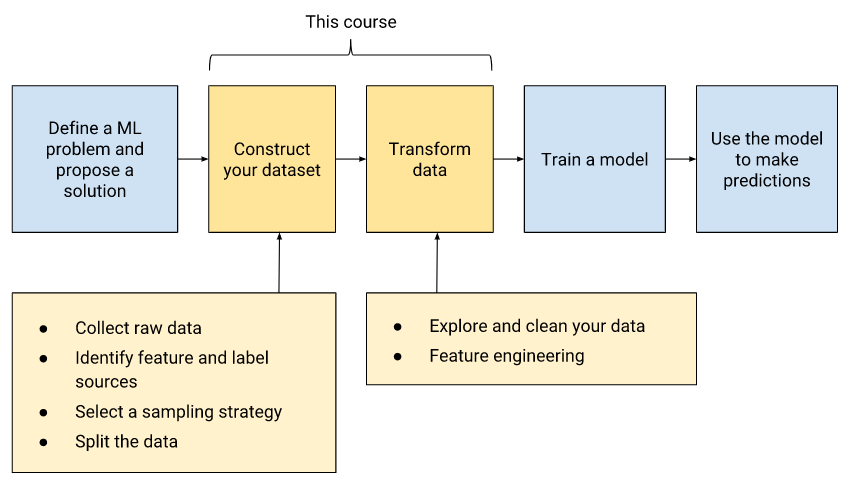 This course
Define a ML
problem and
propose a
solution
Construct
your dataset
Transform
data
Train a model
Use the model
to make
predictions
● Collect raw data
● Identify feature and label
sources
● Select a sampling strategy
● Split the data
● Explore and clean your data
● Feature engineering